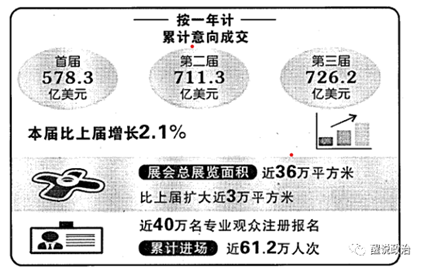 按一年计
累计意向成交
首届 第二届 第三届
578.3 711.3 726.2
亿美元 亿美元 亿美元
本届比上届增长2.1%
展会总展览面积 近36万平方米
比上届扩大近3万平方米
近40万名专业观众注册报名
累计进场 近61.2万人次
醒说政治